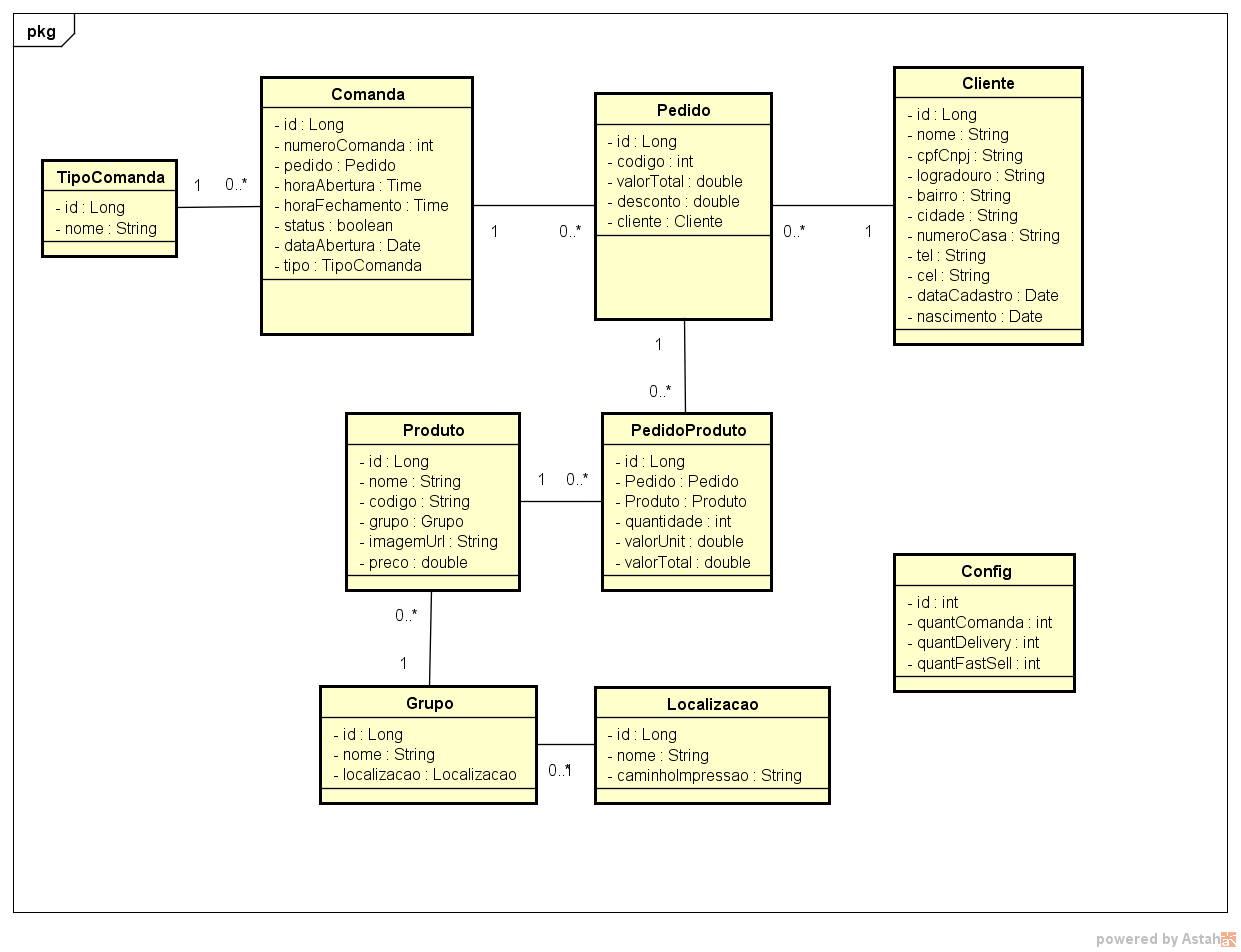 pkg
TipoComanda
- id : Long
- nome : String
1
0..*
Comanda
- id : Long
- numeroComanda : int
- pedido : Pedido
- horaAbertura : Time
- horaFechamento : Time
- status : boolean
- dataAbertura : Date
- tipo : TipoComanda
1
0..*
Pedido
- id : Long
- codigo : int
- valorTotal : double
- desconto : double
- cliente : Cliente
0..*
1
Cliente
- id : Long
- nome : String
- cpfCnpj : String
- logradouro : String
- bairro : String
- cidade : String
- numeroCasa : String
- tel : String
- cel : String
- dataCadastro : Date
- nascimento : Date
1
0..*
Produto
- id : Long
- nome : String
- codigo : String
- grupo : Grupo
- imagemUrl : String
- preco : double
1
0..*
PedidoProduto
- id : Long
- Pedido : Pedido
- Produto : Produto
- quantidade : int
- valorUnit : double
- valorTotal : double
Config
- id : int
- quantComanda : int
- quantDelivery : int
- quantFastSell : int
0..*
1
Grupo
- id : Long
- nome : String
- localizacao : Localizacao
0..*
1
Localizacao
- id : Long
- nome : String
- caminhoImpressao : String
powered by Astah